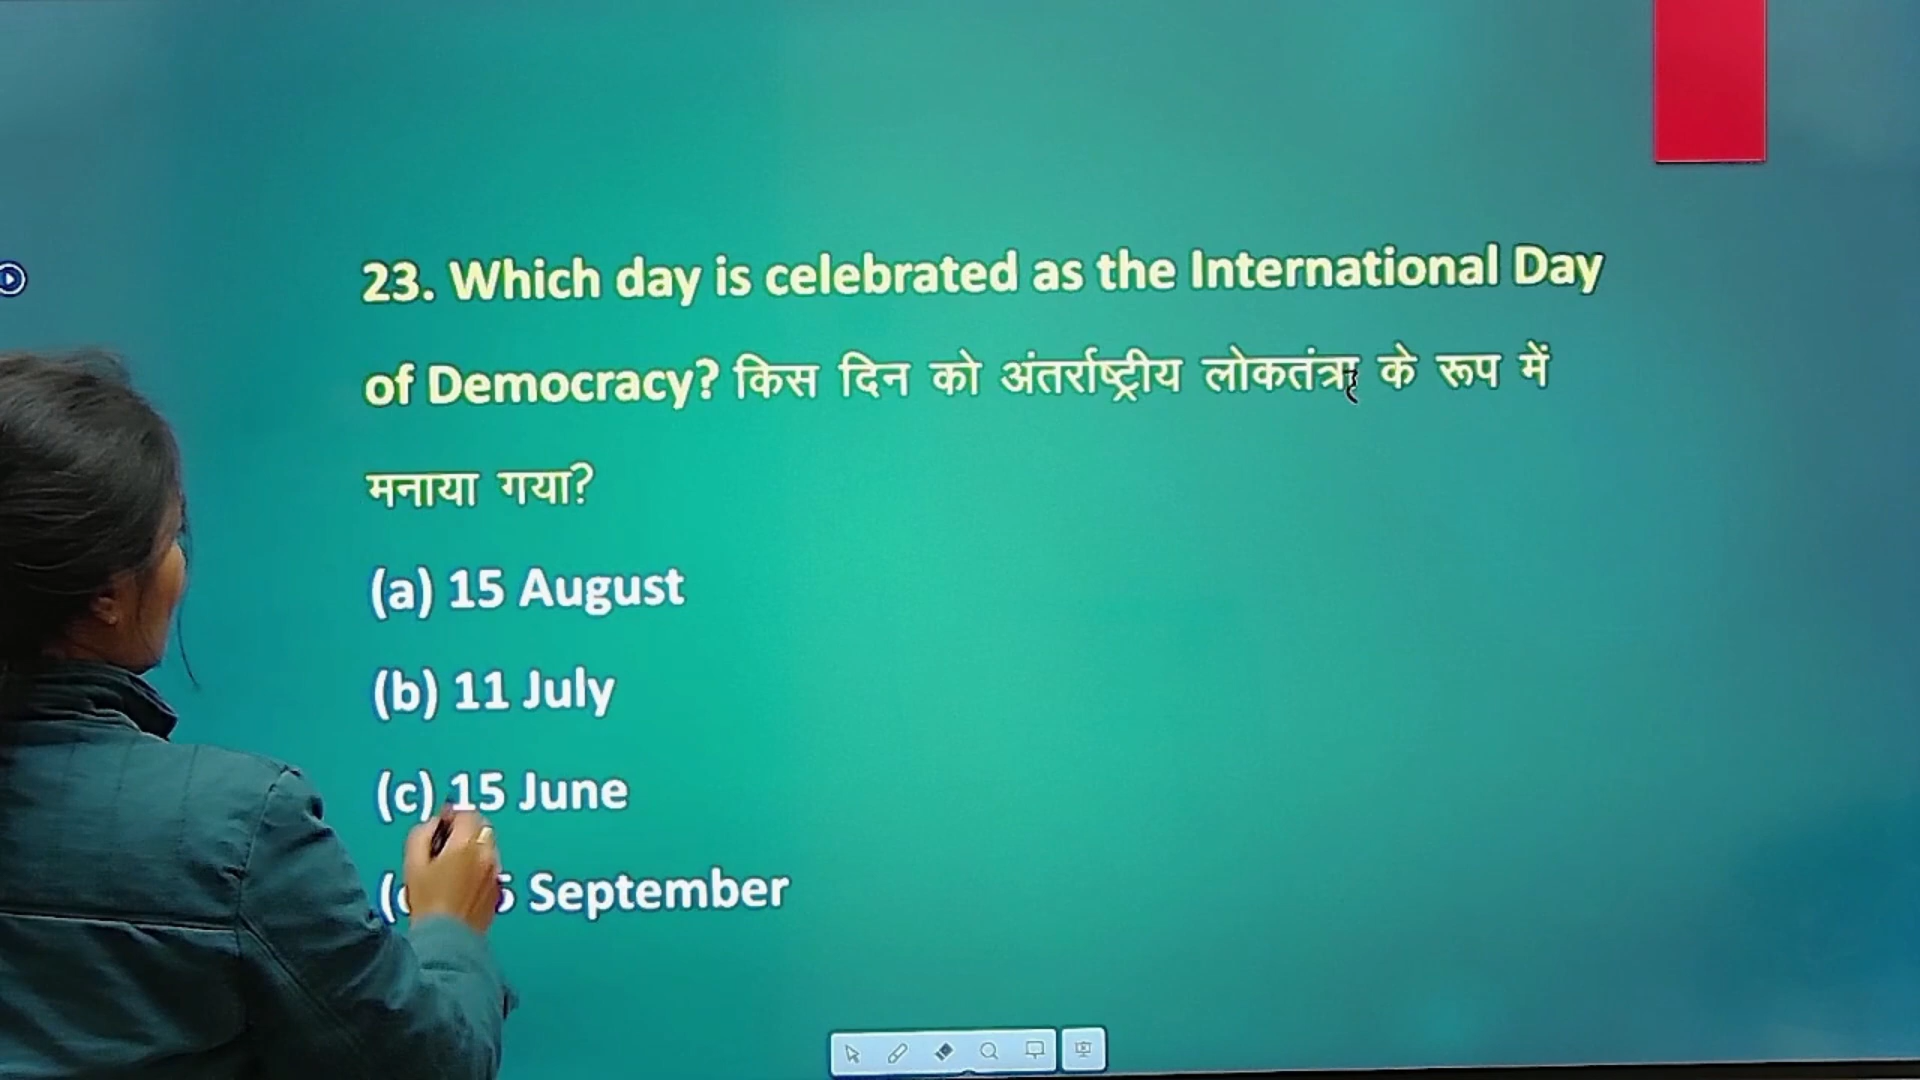 23. Which day is celebrated as the International Day
of Democracy? किस दिन को अंतर्राष्ट्रीय लोकतंत्र के रूप में
मनाया गया?
(a) 15 August
(b) 11 July
(c) 15 June
September